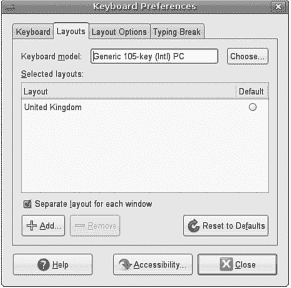 Keyboard Preferences
Keyboard Layouts Layout Options Typing Break
Keyboard model: Generic 105-key (Intl) PC Choose...
Selected layouts:
Layout Default
United Kingdom
Separate layout for each window
Add... Remove Reset to Defaults
Help Accessibility... Close